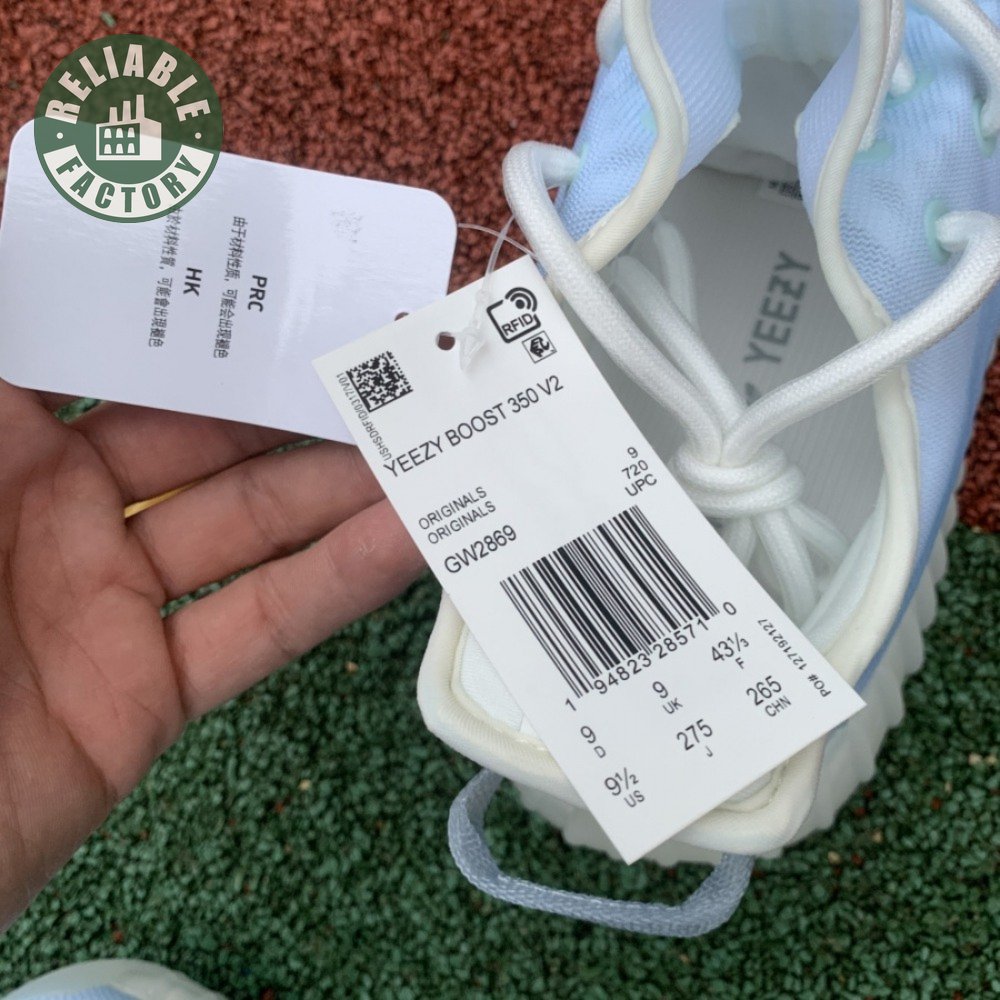 RELIABLE
FACTORY
PRC
由于材料性质，可能会出现褪色
HK
由於材料性質，可能會出現褪色
RFID
USHSDRFID/0317/V01
YEEZY BOOST 350 V2
ORIGINALS
ORIGINALS
GW2869
9
720
UPC
1 94823 28571 0
9 D
9 UK
43⅓ F
9½ US
275 J
265 CHN
PO# 127192127
YEEZY